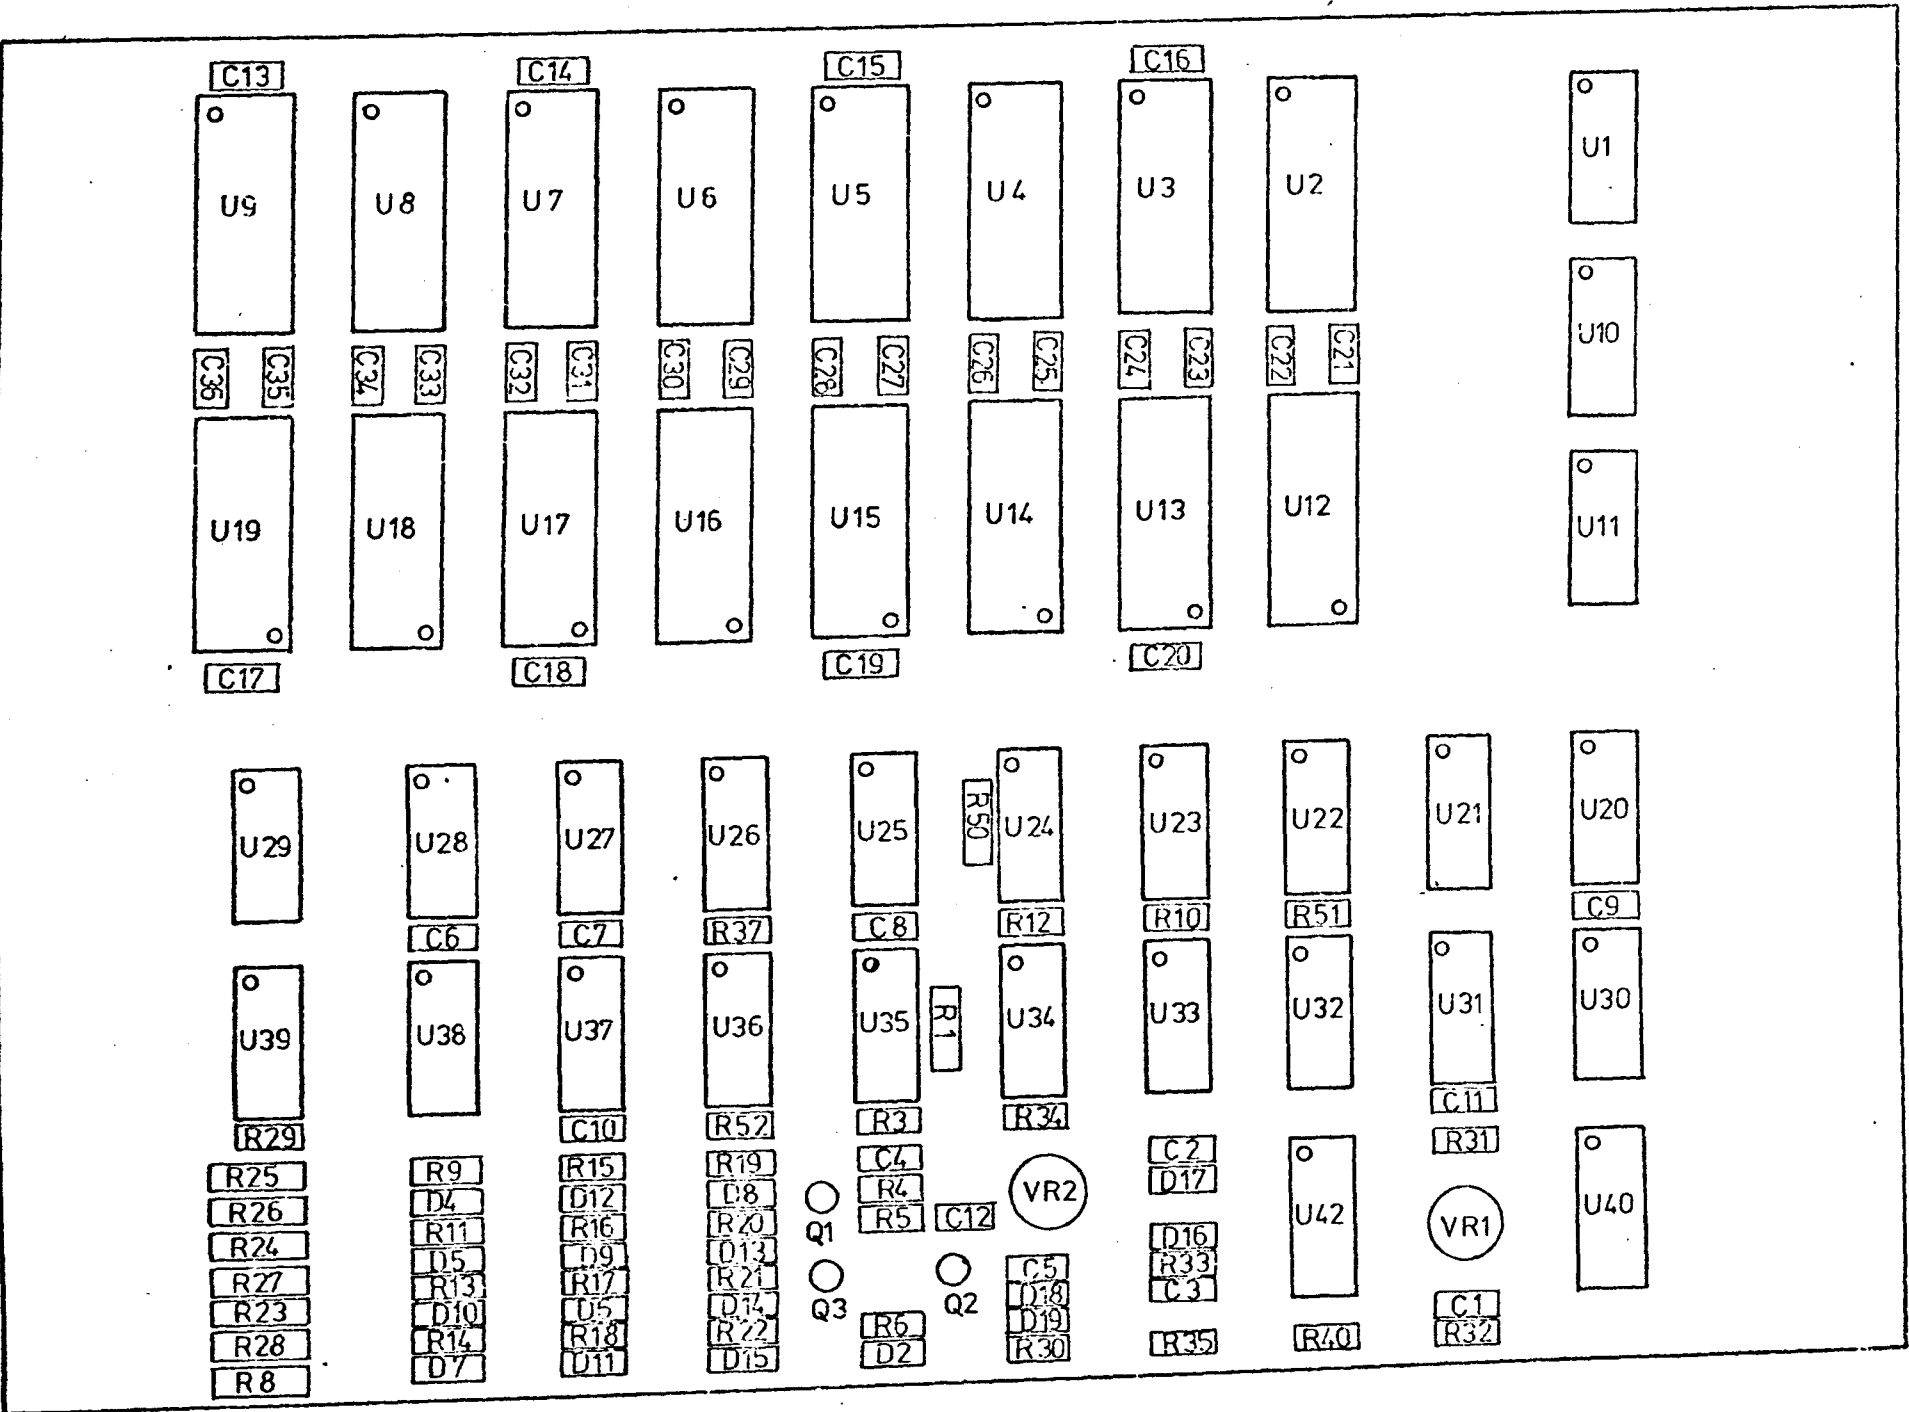 C13 C14 C15 C16
U9 U8 U7 U6 U5 U4 U3 U2 U1
U10
C36 C35 C34 C33 C32 C31 C30 C29 C28 C27 C26 C25 C24 C23 C22 C21
U19 U18 U17 U16 U15 U14 U13 U12 U11
C17 C18 C19 C20
U29 U28 U27 U26 U25 R50 U24 U23 U22 U21 U20
C6 C7 R37 C8 R12 R10 R51 C9
U39 U38 U37 U36 U35 R1 U34 U33 U32 U31 U30
C11
R29 C10 R52 R3 R34 R31
R25 R9 R15 R19 C4 C2
D4 D12 D8 R4 VR2 D17
R26 R11 R16 R20 Q1 R5 C12 U42 VR1 U40
R24 D5 D9 D13 D16
R27 R13 R17 R21 C5 R33
R23 D10 D5 D14 Q3 Q2 D18 C3 C1
R28 R14 R18 R22 R6 D19 R35 R40 R32
R8 D7 D11 D15 D2 R30